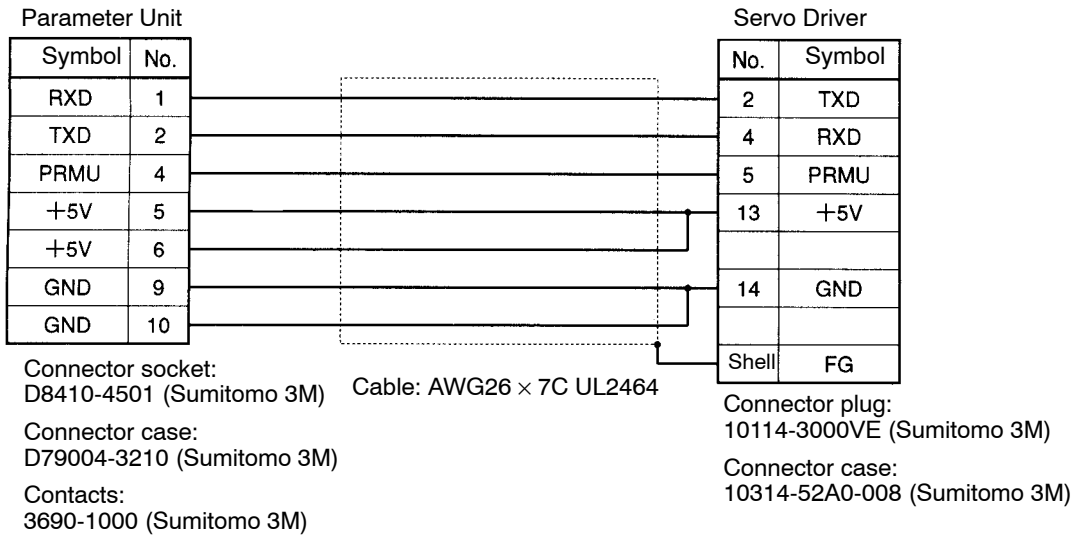 Parameter Unit
Servo Driver
Symbol No.
No. Symbol
RXD 1
2 TXD
TXD 2
4 RXD
PRMU 4
5 PRMU
+5V 5
13 +5V
+5V 6
GND 9
14 GND
GND 10
Shell FG
Connector socket:
D8410-4501 (Sumitomo 3M)
Connector case:
D79004-3210 (Sumitomo 3M)
Contacts:
3690-1000 (Sumitomo 3M)
Cable: AWG26 × 7C UL2464
Connector plug:
10114-3000VE (Sumitomo 3M)
Connector case:
10314-52A0-008 (Sumitomo 3M)